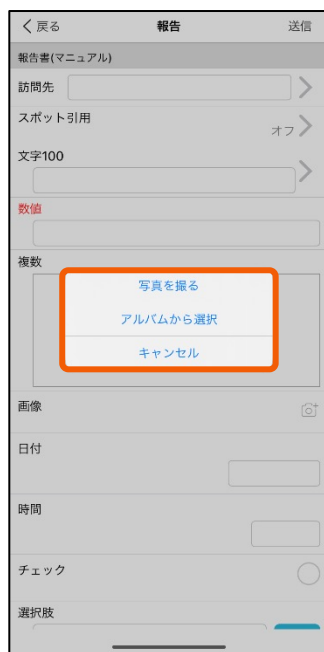 戻る 報告 送信
報告書(マニュアル)
訪問先
スポット引用
オフ
文字100
数値
複数
写真を撮る
アルバムから選択
キャンセル
画像
日付
時間
チェック
選択肢